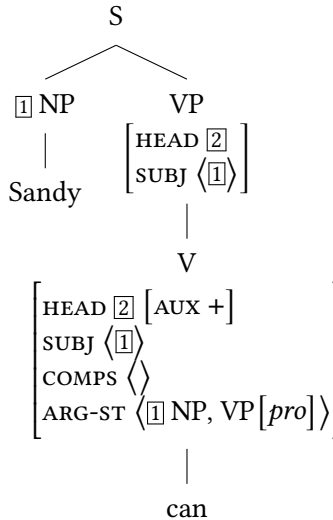 S
1 NP VP
[HEAD 2
SUBJ ⟨1⟩]
Sandy
V
[HEAD 2 [AUX +]
SUBJ ⟨1⟩
COMPS ⟨⟩
ARG-ST ⟨1 NP, VP[pro]⟩]
can